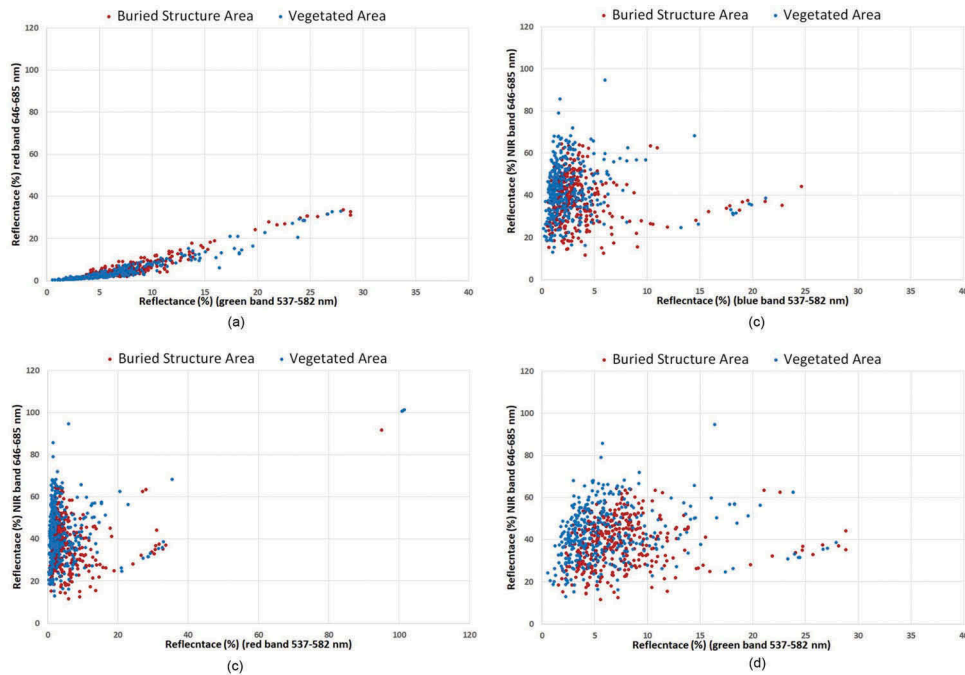 Buried Structure Area Vegetated Area
Reflecntace (%) red band 646-685 nm)
120
100
80
60
40
20
0
0 5 10 15 20 25 30 35 40
Reflectance (%) (green band 537-582 nm)
(a)
Buried Structure Area Vegetated Area
Reflecntace (%) NIR band 646-685 nm)
120
100
80
60
40
20
0
0 5 10 15 20 25 30 35 40
Reflecntace (%) (blue band 537-582 nm)
(c)
Buried Structure Area Vegetated Area
Reflecntace (%) NIR band 646-685 nm)
120
100
80
60
40
20
0
0 20 40 60 80 100 120
Reflecntace (%) (red band 537-582 nm)
(c)
Buried Structure Area Vegetated Area
Reflecntace (%) NIR band 646-685 nm)
120
100
80
60
40
20
0
0 5 10 15 20 25 30 35 40
Reflecntace (%) (green band 537-582 nm)
(d)